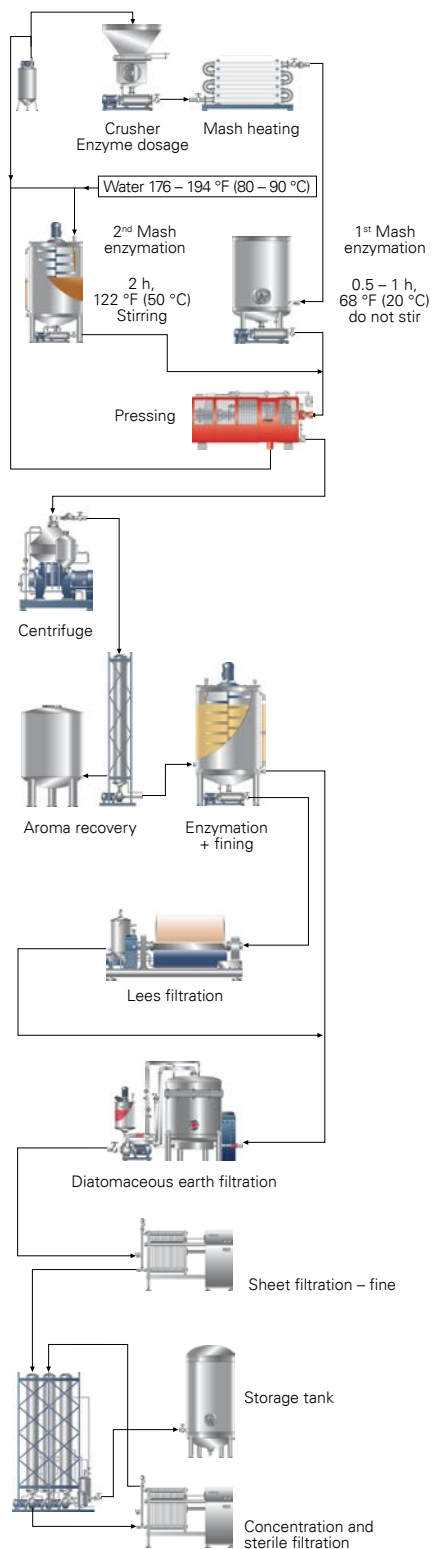 Crusher
Enzyme dosage
Mash heating
Water 176 – 194 °F (80 – 90 °C)
2nd Mash
enzymation
2 h,
122 °F (50 °C)
Stirring
1st Mash
enzymation
0.5 – 1 h,
68 °F (20 °C)
do not stir
Pressing
Centrifuge
Aroma recovery
Enzymation
+ fining
Lees filtration
Diatomaceous earth filtration
Sheet filtration – fine
Storage tank
Concentration and
sterile filtration